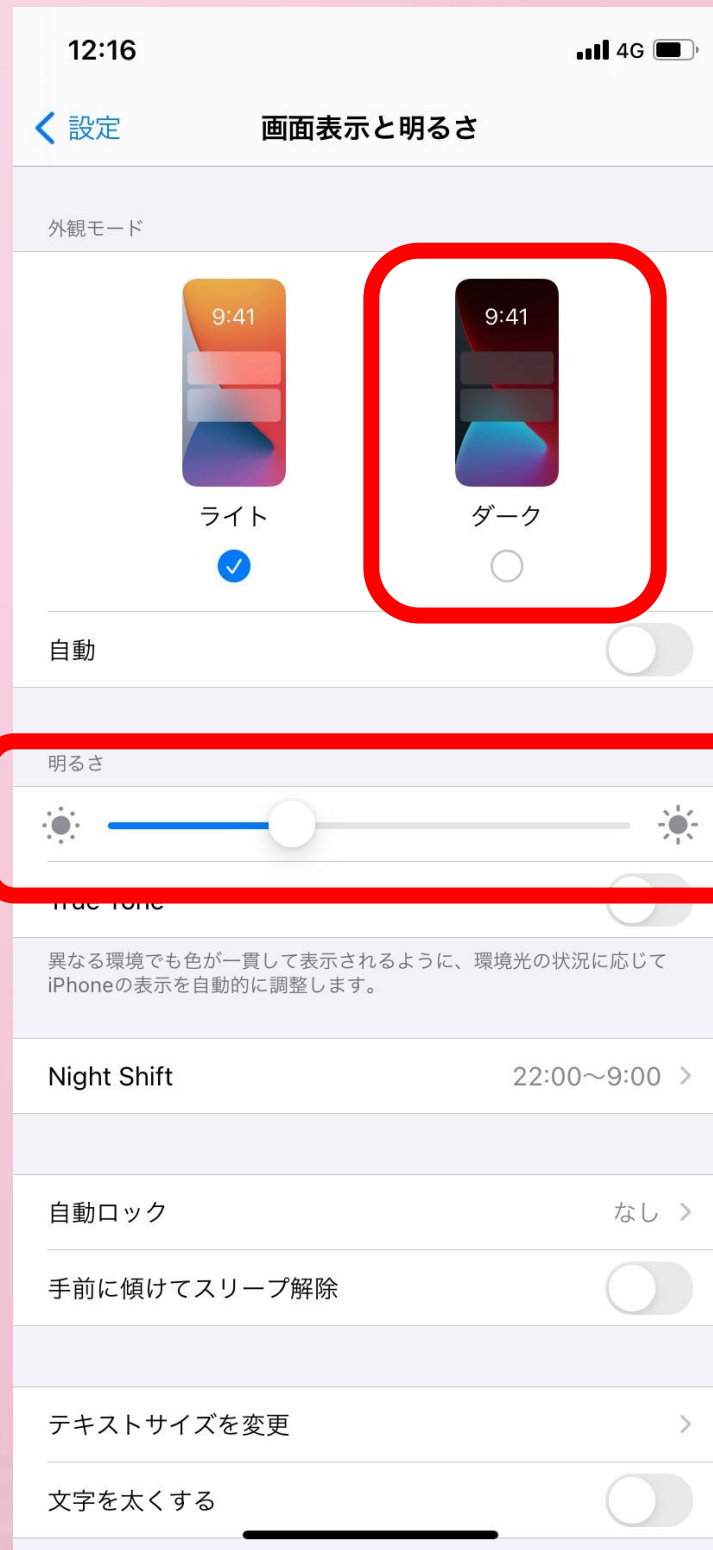 12:16
4G
設定
画面表示と明るさ
外観モード
9:41
9:41
ライト
ダーク
自動
明るさ
True Tone
異なる環境でも色が一貫して表示されるように、環境光の状況に応じて
iPhoneの表示を自動的に調整します。
Night Shift
22:00〜9:00
自動ロック
なし
手前に傾けてスリープ解除
テキストサイズを変更
文字を太くする